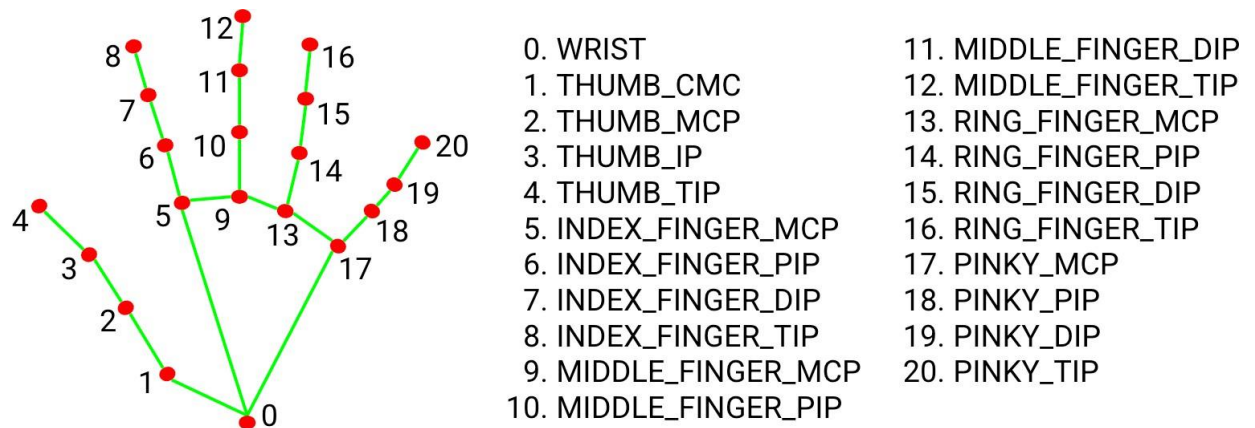 12
8
16
11
7
15
10
6
14
20
19
4
5
9
13
18
3
17
2
1
0
0. WRIST
1. THUMB_CMC
2. THUMB_MCP
3. THUMB_IP
4. THUMB_TIP
5. INDEX_FINGER_MCP
6. INDEX_FINGER_PIP
7. INDEX_FINGER_DIP
8. INDEX_FINGER_TIP
9. MIDDLE_FINGER_MCP
10. MIDDLE_FINGER_PIP
11. MIDDLE_FINGER_DIP
12. MIDDLE_FINGER_TIP
13. RING_FINGER_MCP
14. RING_FINGER_PIP
15. RING_FINGER_DIP
16. RING_FINGER_TIP
17. PINKY_MCP
18. PINKY_PIP
19. PINKY_DIP
20. PINKY_TIP